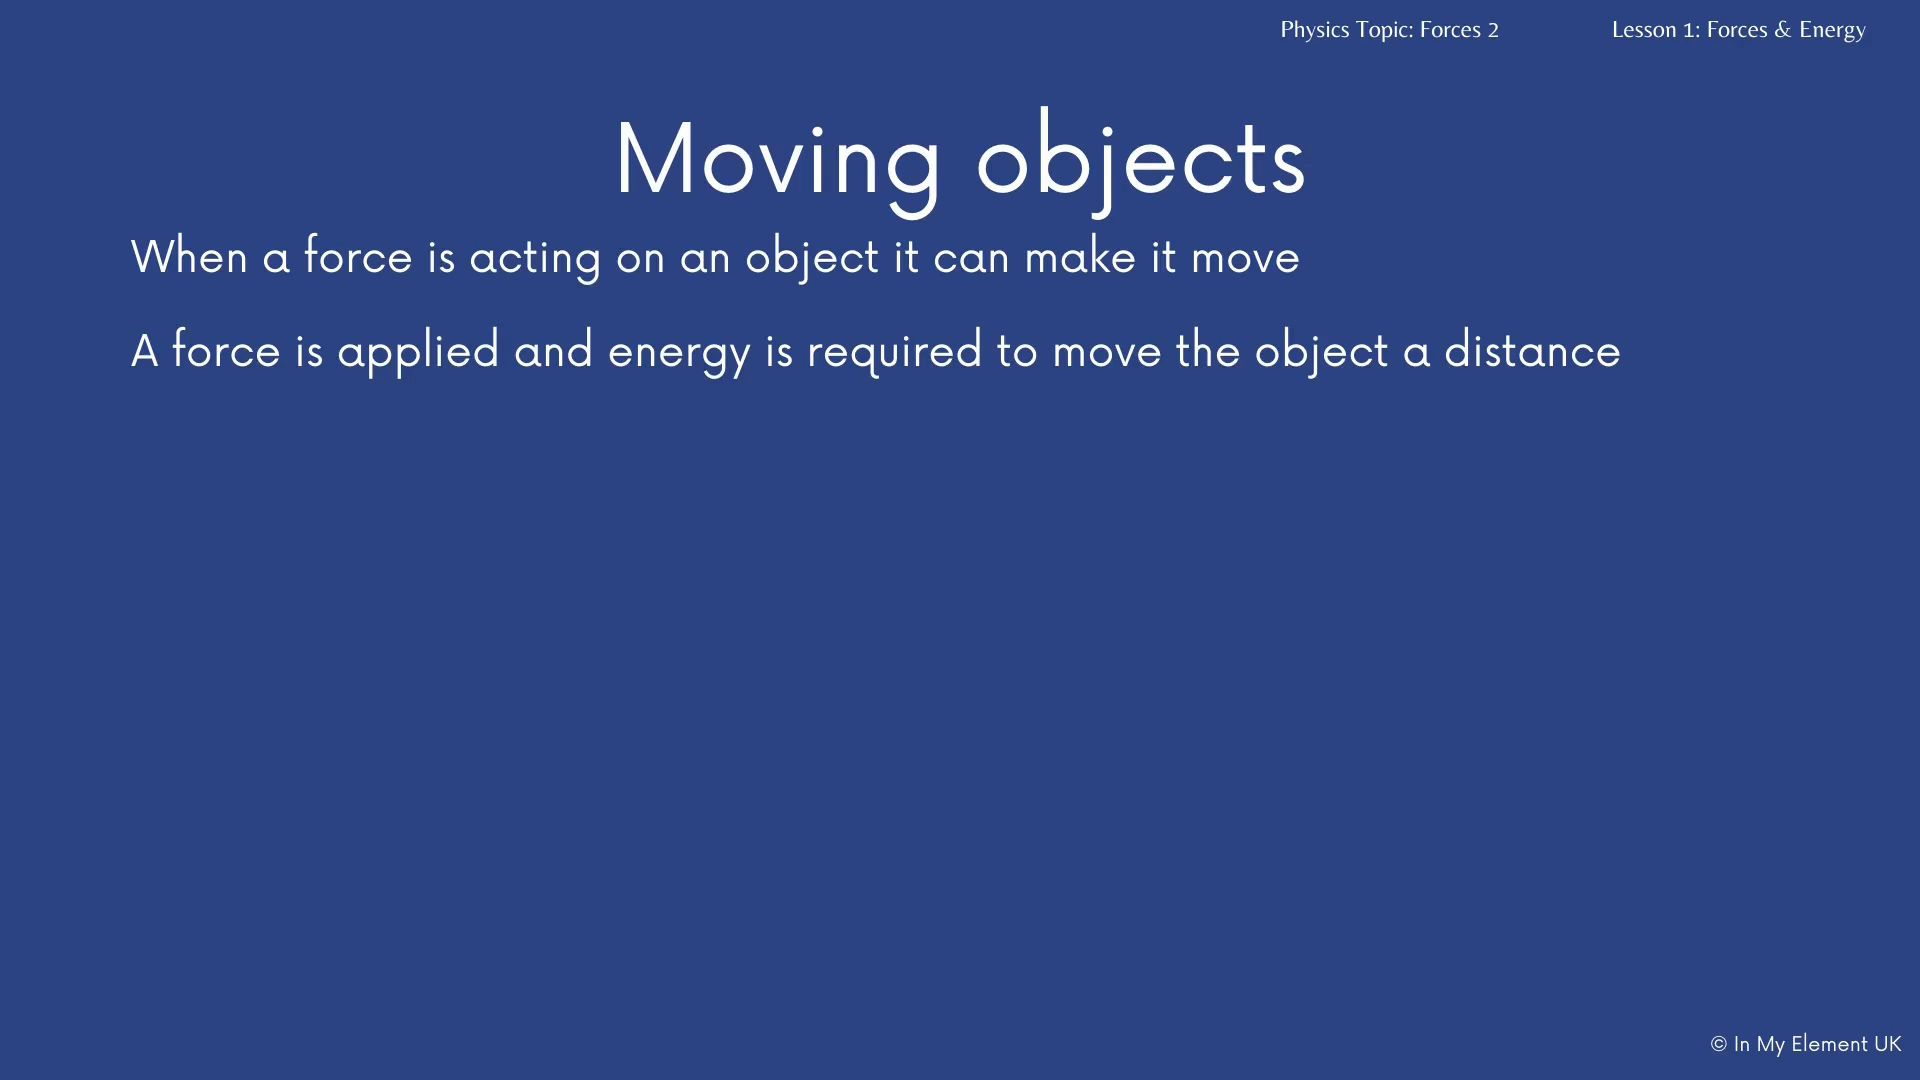 Physics Topic: Forces 2
Lesson 1: Forces & Energy
Moving objects
When a force is acting on an object it can make it move
A force is applied and energy is required to move the object a distance
© In My Element UK